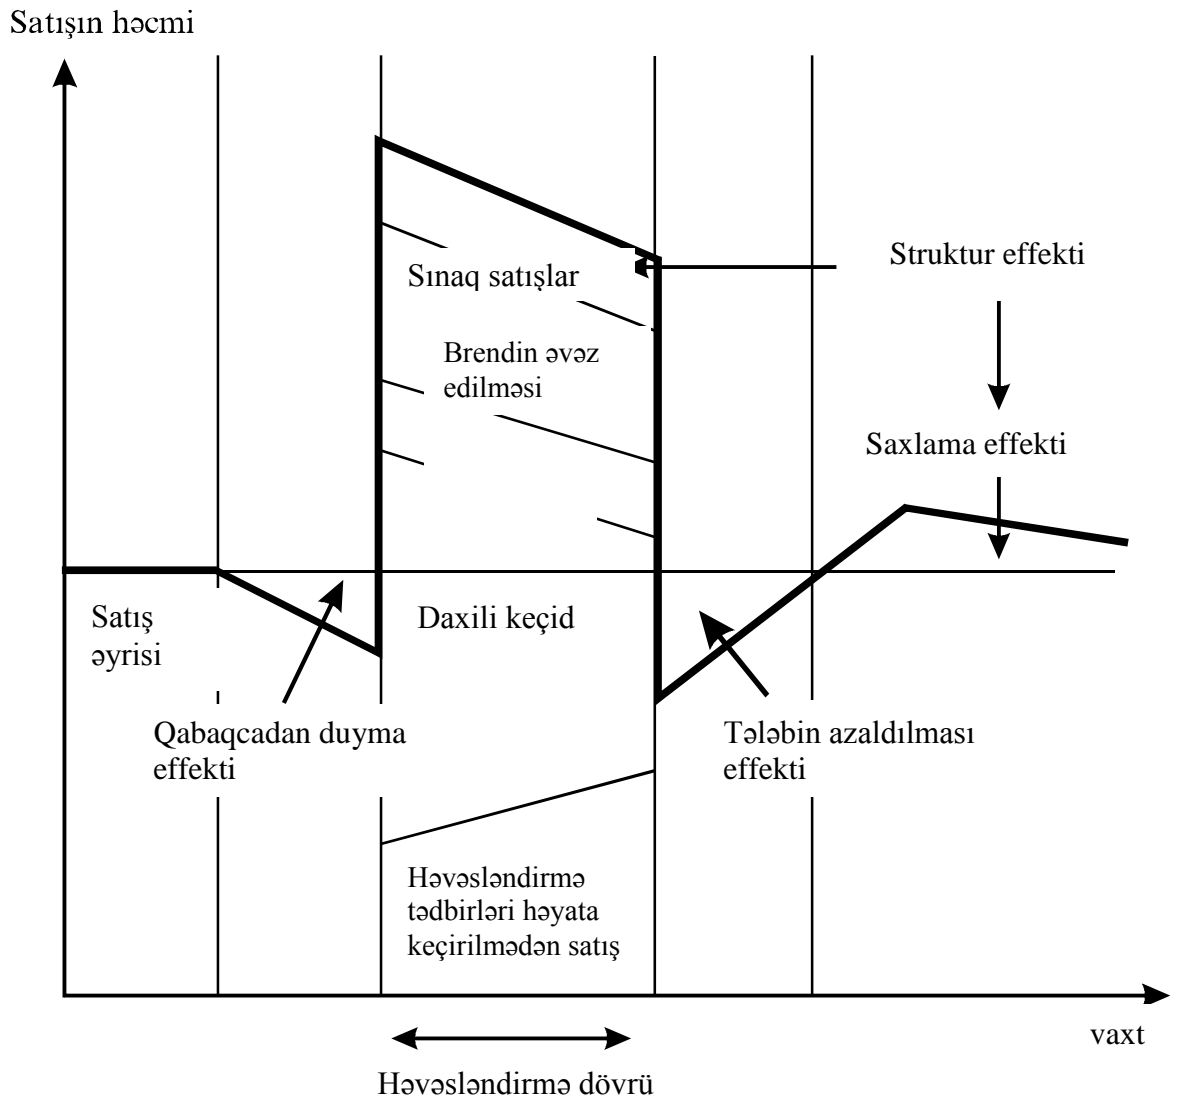 Satışın həcmi
Struktur effekti
Sınaq satışlar
Brendin əvəz
edilməsi
Saxlama effekti
Satış
əyrisi
Daxili keçid
Qabaqcadan duyma
effekti
Tələbin azaldılması
effekti
Həvəsləndirmə
tədbirləri həyata
keçirilmədən satış
vaxt
Həvəsləndirmə dövrü